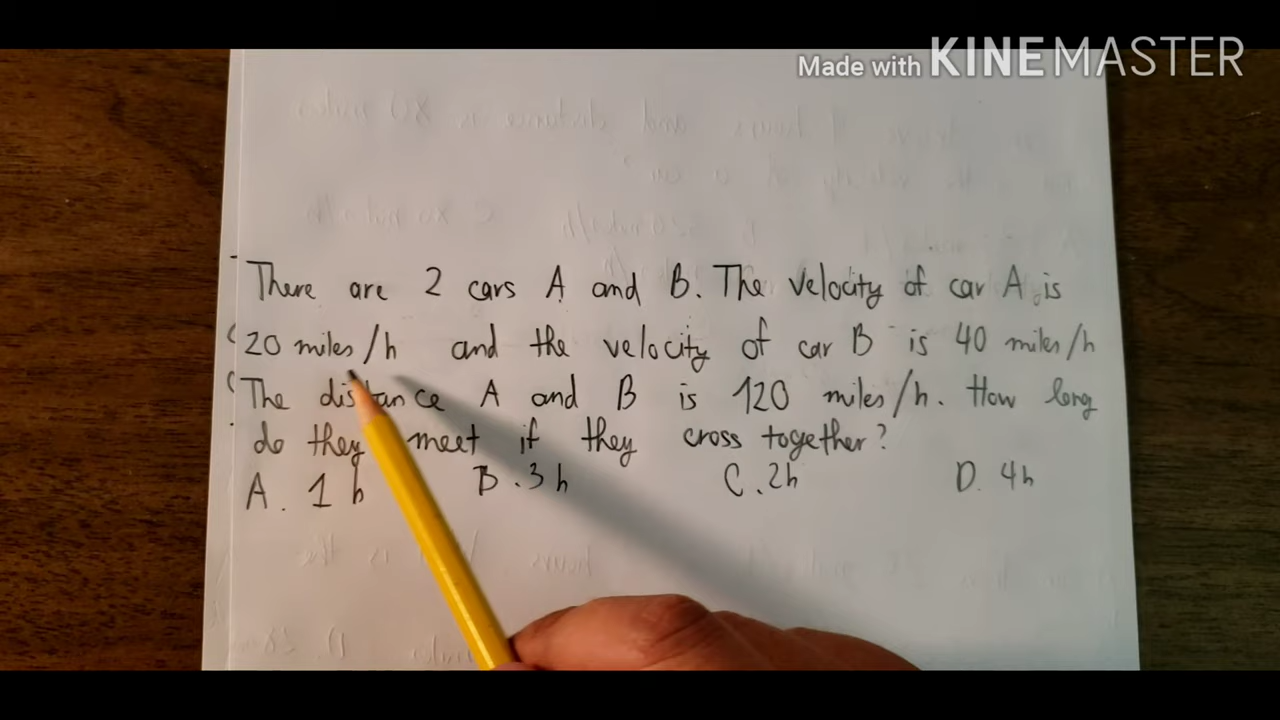 Made with KINEMASTER
There are 2 cars A and B. The velocity of car A is
20 miles/h and the velocity of car B is 40 miles/h
The distance A and B is 120 miles/h. How long
do they meet if they cross together?
A. 1 h B. 3 h C. 2h D. 4h